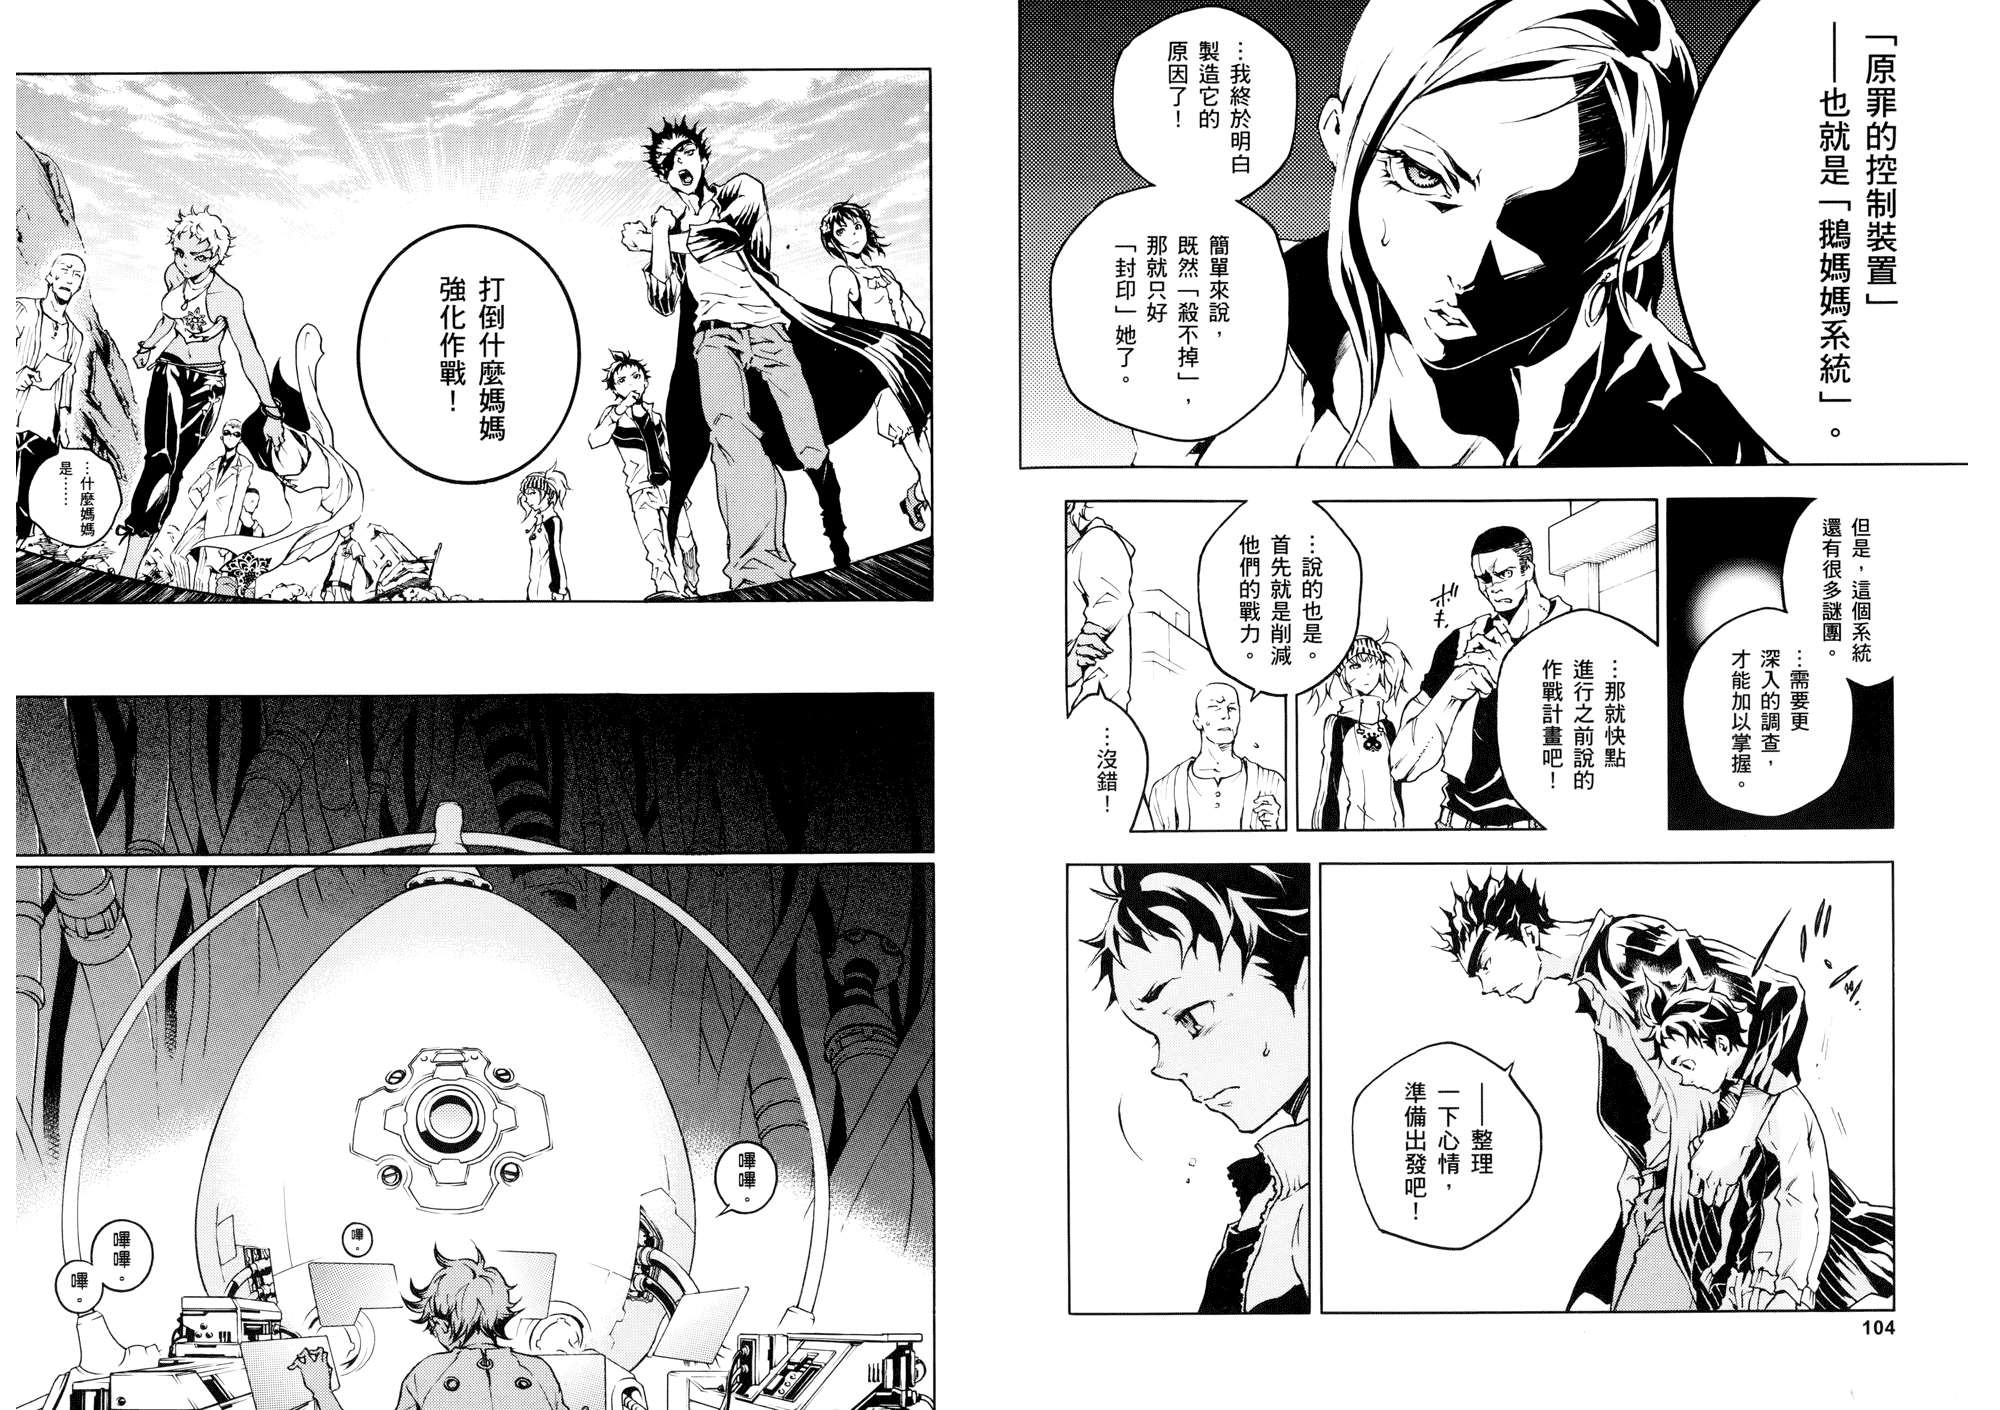 「原罪的控制裝置」
——也就是「鵝媽媽系統」。
…我終於明白
製造它的
原因了！
簡單來說，
既然「殺不掉」，
那就只好
「封印」她了。
但是，這個系統
還有很多謎團。
…需要更
深入的調查，
才能加以掌握。
…那就快點
進行之前說的
作戰計畫吧！
ボキ
…說的也是。
首先就是削減
他們的戰力。
…沒錯！
——整理
一下心情，
準備出發吧！
104
打倒什麼媽媽
強化作戰！
…什麼媽媽
是……
嗶嗶。
嗶。
嗶嗶。
嗶。